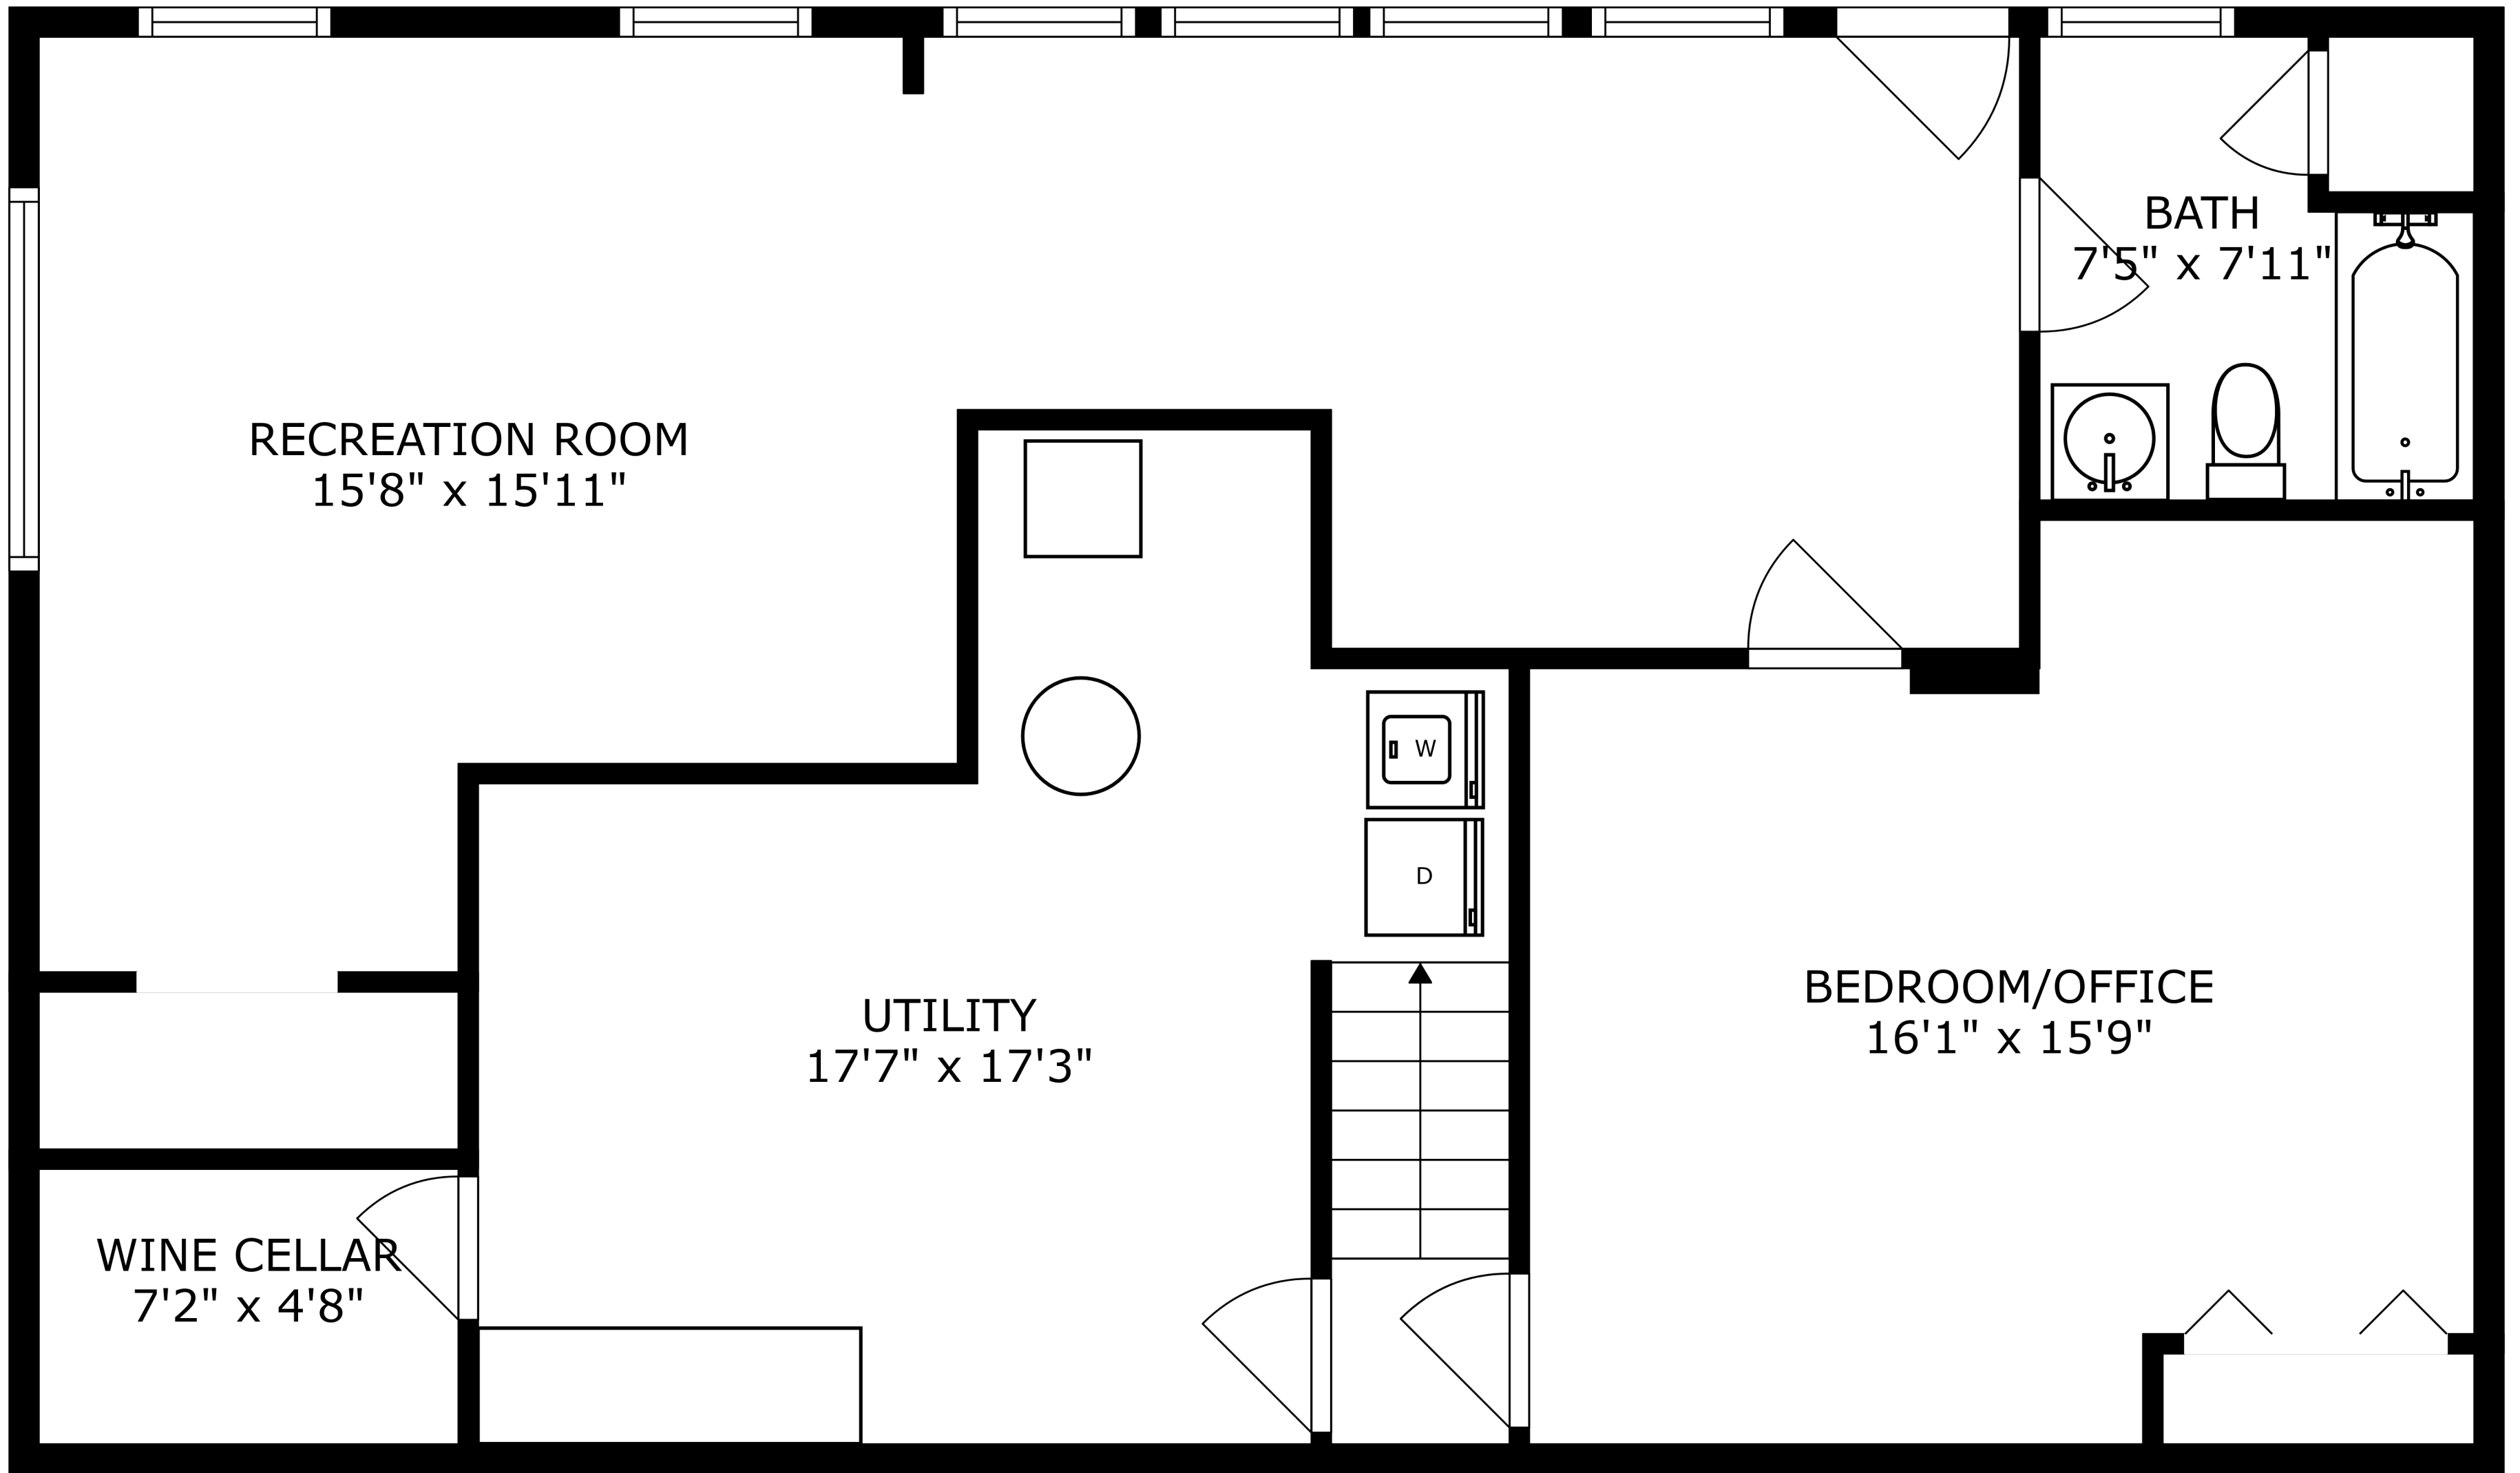 BATH
7'5" x 7'11"
RECREATION ROOM
15'8" x 15'11"
W
D
BEDROOM/OFFICE
16'1" x 15'9"
UTILITY
17'7" x 17'3"
WINE CELLAR
7'2" x 4'8"